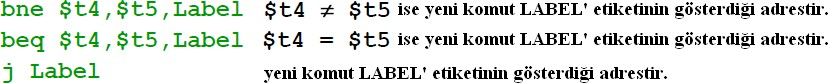 bne $t4,$t5,Label $t4 ≠ $t5 ise yeni komut LABEL' etiketinin gösterdiği adrestir.
beq $t4,$t5,Label $t4 = $t5 ise yeni komut LABEL' etiketinin gösterdiği adrestir.
j Label yeni komut LABEL' etiketinin gösterdiği adrestir.